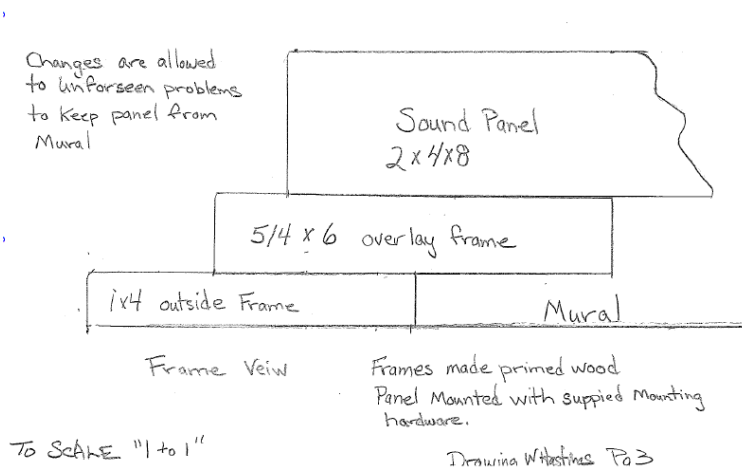 Changes are allowed
to unforseen problems
to keep panel from
Mural
Sound Panel
2x4x8
5/4 x 6 overlay frame
1x4 outside Frame
Mural
Frame Veiw
Frames made primed wood
Panel Mounted with suppied Mounting
hardware.
TO SCALE "1 to 1"
Drawing WHastings Pg 3